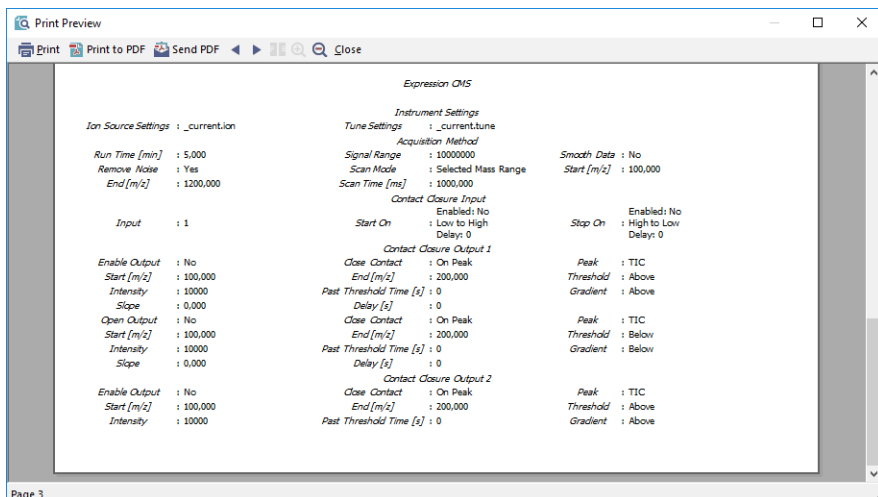 Print Preview
Print Print to PDF Send PDF Close
Expression CMS
Instrument Settings
Ion Source Settings : _current.ion Tune Settings : _current.tune
Acquisition Method
Run Time [min] : 5,000 Signal Range : 10000000 Smooth Data : No
Remove Noise : Yes Scan Mode : Selected Mass Range Start [m/z] : 100,000
End [m/z] : 1200,000 Scan Time [ms] : 1000,000
Contact Closure Input
Enabled: No Enabled: No
Input : 1 Start On : Low to High Stop On : High to Low
Delay: 0 Delay: 0
Contact Closure Output 1
Enable Output : No Close Contact : On Peak Peak : TIC
Start [m/z] : 100,000 End [m/z] : 200,000 Threshold : Above
Intensity : 10000 Past Threshold Time [s] : 0 Gradient : Above
Slope : 0,000 Delay [s] : 0
Open Output : No Close Contact : On Peak Peak : TIC
Start [m/z] : 100,000 End [m/z] : 200,000 Threshold : Below
Intensity : 10000 Past Threshold Time [s] : 0 Gradient : Below
Slope : 0,000 Delay [s] : 0
Contact Closure Output 2
Enable Output : No Close Contact : On Peak Peak : TIC
Start [m/z] : 100,000 End [m/z] : 200,000 Threshold : Above
Intensity : 10000 Past Threshold Time [s] : 0 Gradient : Above
Page 3